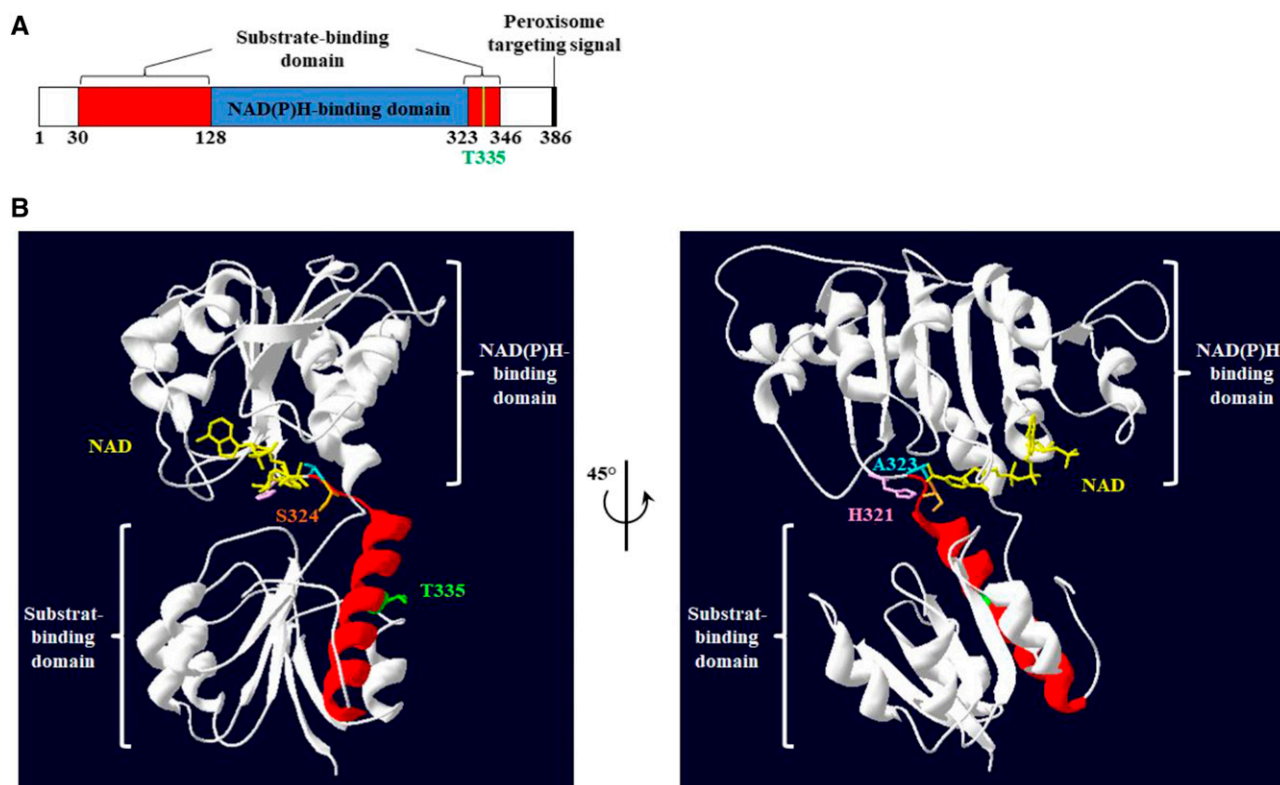 A
Substrate-binding
domain
Peroxisome
targeting signal
NAD(P)H-binding domain
1 30 128 323 346 386
T335
B
NAD(P)H-
binding
domain
NAD
S324
T335
Substrat-
binding
domain
45°
NAD(P)H
binding
domain
A323
NAD
H321
Substrat-
binding
domain